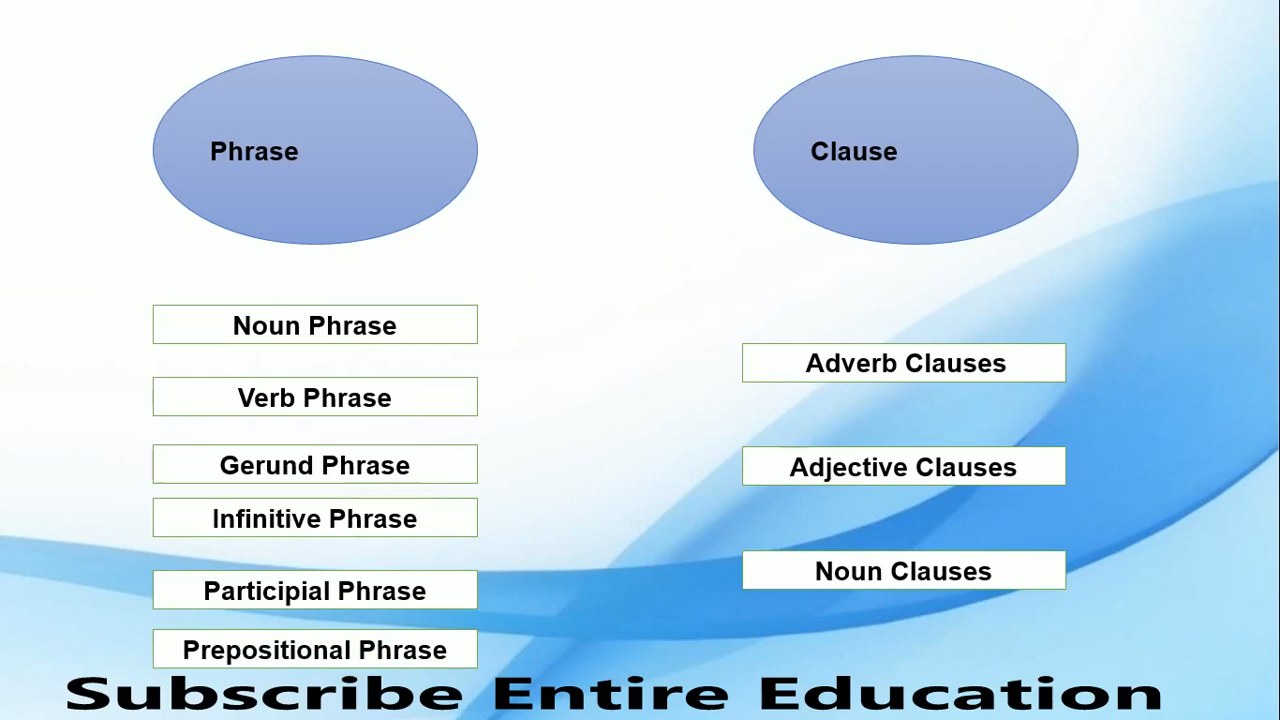 Phrase
Clause
Noun Phrase
Verb Phrase
Gerund Phrase
Infinitive Phrase
Participial Phrase
Prepositional Phrase
Adverb Clauses
Adjective Clauses
Noun Clauses
Subscribe Entire Education